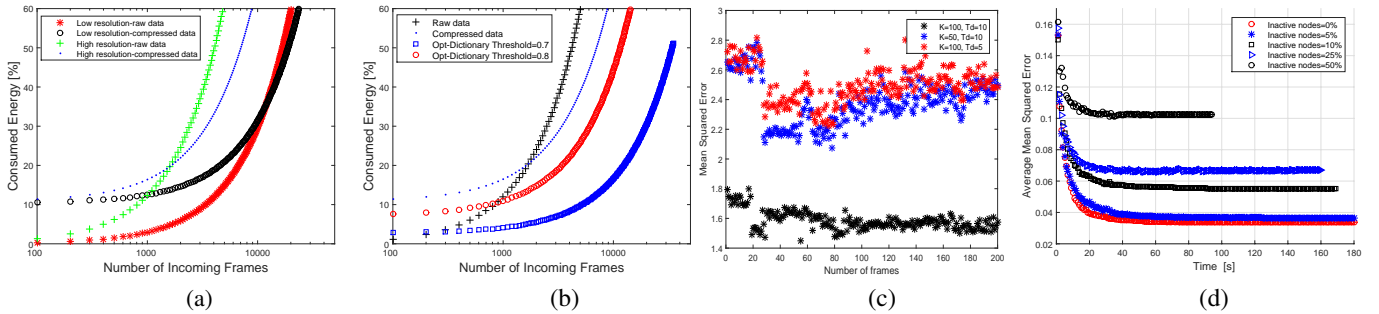 60
50
40
30
20
10
0
100
1000
10000
Consumed Energy [%]
Number of Incoming Frames
Low resolution-raw data
Low resolution-compressed data
High resolution-raw data
High resolution-compressed data
(a)
60
50
40
30
20
10
0
100
1000
10000
Consumed Energy [%]
Number of Incoming Frames
Raw data
Compressed data
Opt-Dictionary Threshold=0.7
Opt-Dictionary Threshold=0.8
(b)
3
2.8
2.6
2.4
2.2
2
1.8
1.6
1.4
0 20 40 60 80 100 120 140 160 180 200
Mean Squared Error
Number of frames
K=100, Td=10
K=50, Td=10
K=100, Td=5
(c)
0.16
0.14
0.12
0.1
0.08
0.06
0.04
0.02
0 20 40 60 80 100 120 140 160 180
Average Mean Squared Error
Time [s]
Inactive nodes=0%
Inactive nodes=5%
Inactive nodes=10%
Inactive nodes=25%
Inactive nodes=50%
(d)